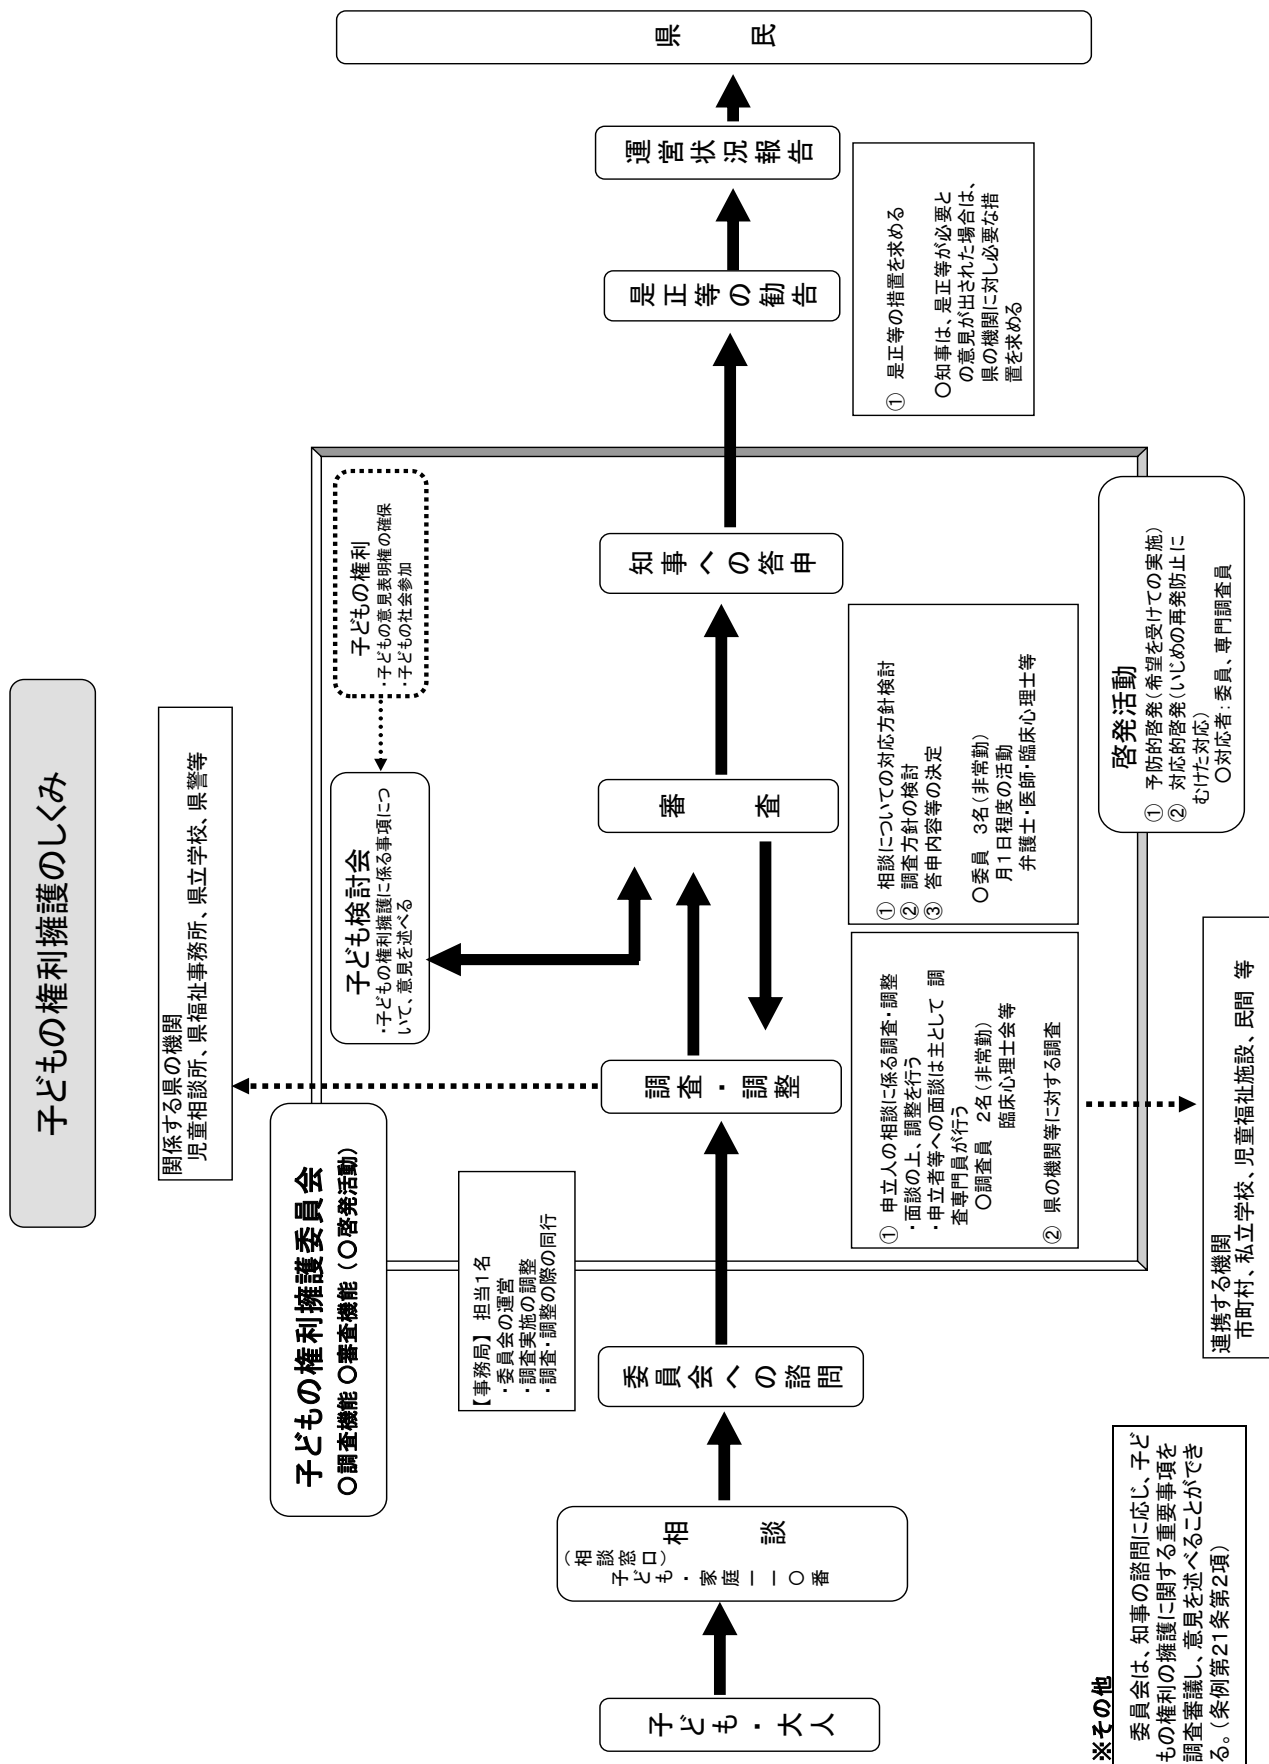 子どもの権利擁護のしくみ
関係する県の機関
児童相談所、県福祉事務所、県立学校、県警等
子どもの権利擁護委員会
〇調査機能 〇審査機能（〇啓発活動）
子ども検討会
・子どもの権利擁護に係る事項につ
いて、意見を述べる
子どもの権利
・子どもの意見表明権の確保
・子どもの社会参加
【事務局】 担当1名
・委員会の運営
・調査実施の調整
・調査・調整の際の同行
子ども・大人
相談
（相談窓口）
子ども・家庭一一〇番
委員会への諮問
調査・調整
審査
知事への答申
是正等の勧告
運営状況報告
県民
① 申立人の相談に係る調査・調整
・面談の上、調整を行う
・申立者等への面談は主として 調
査専門員が行う
〇調査員 2名（非常勤）
臨床心理士会等
② 県の機関等に対する調査
① 相談についての対応方針検討
② 調査方針の検討
③ 答申内容等の決定
〇委員 3名（非常勤）
月1日程度の活動
弁護士・医師・臨床心理士等
① 是正等の措置を求める
〇知事は、是正等が必要と
の意見が出された場合は、
県の機関に対し必要な措
置を求める
啓発活動
① 予防的啓発（希望を受けての実施）
② 対応的啓発（いじめの再発防止に
むけた対応）
〇対応者：委員、専門調査員
連携する機関
市町村、私立学校、児童福祉施設、民間 等
※その他
委員会は、知事の諮問に応じ、子ど
もの権利の擁護に関する重要事項を
調査審議し、意見を述べることができ
る。（条例第21条第2項）